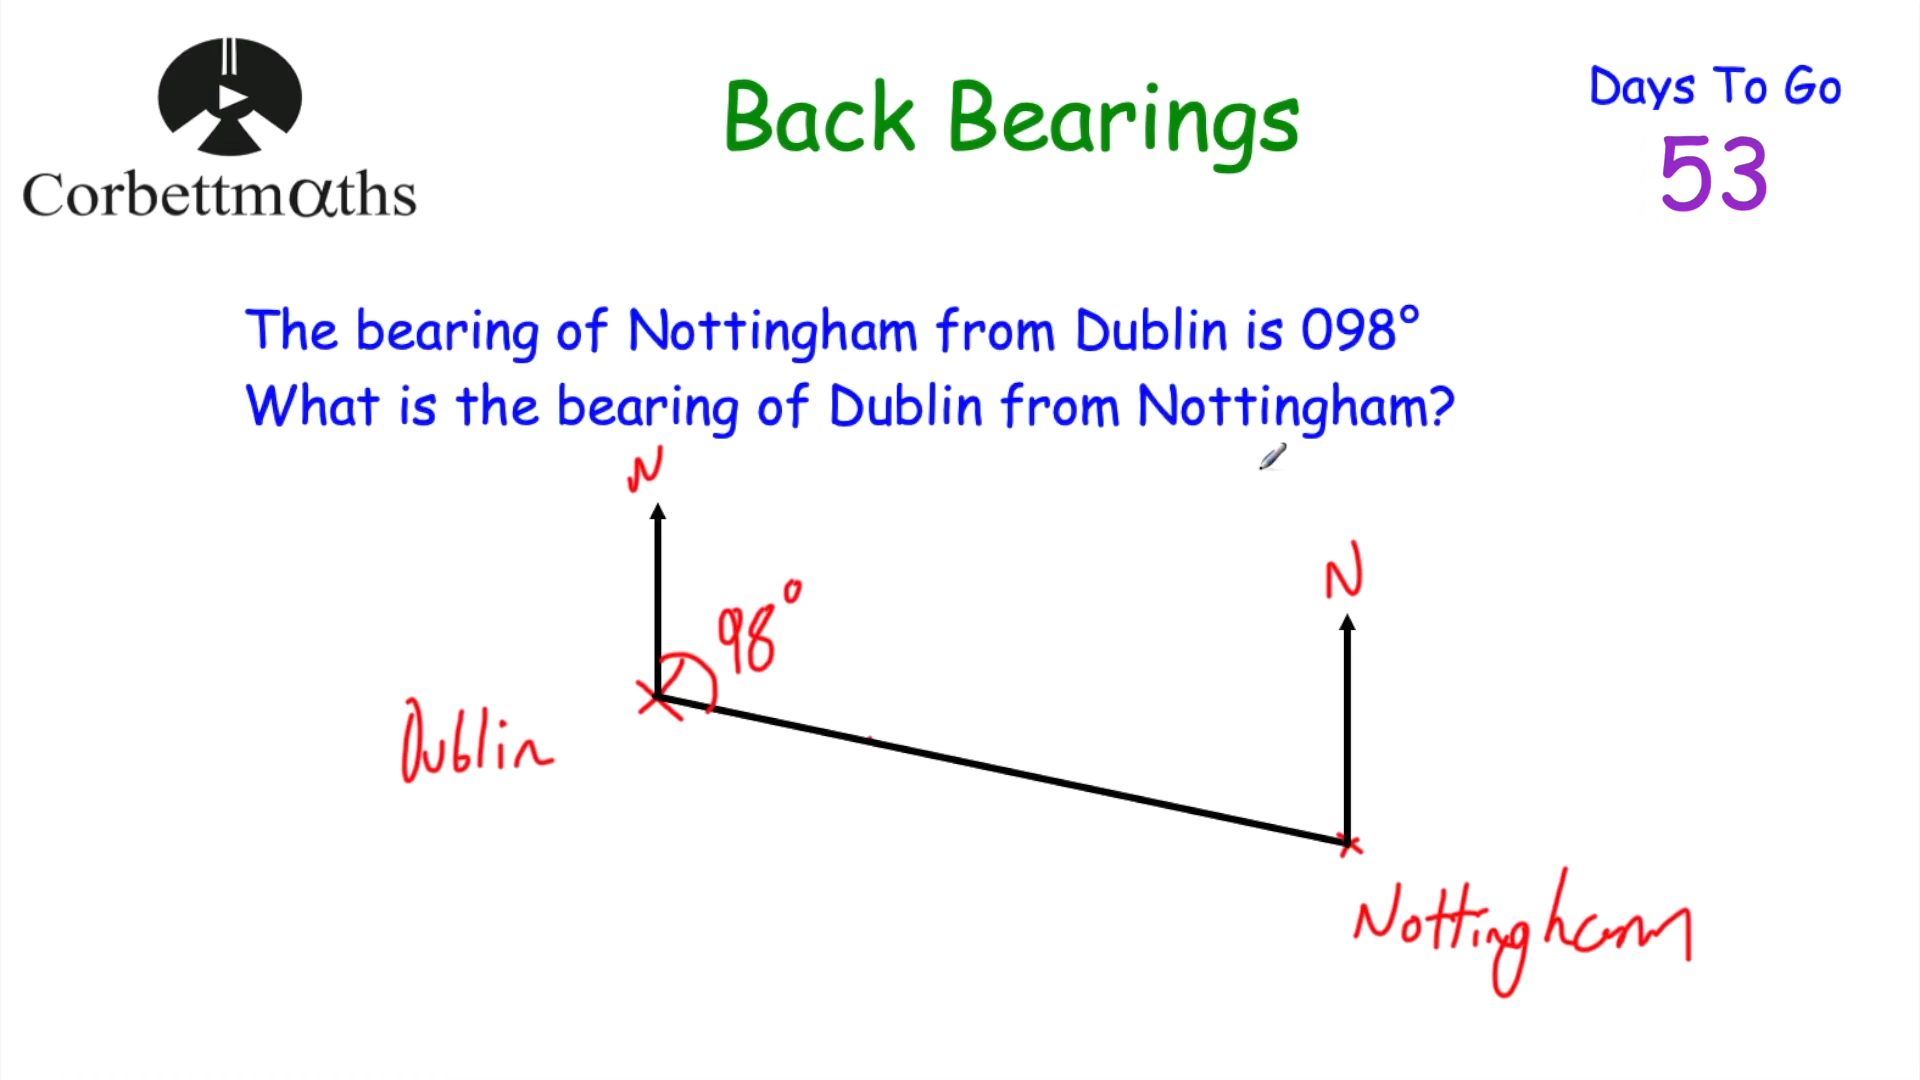 Corbettmαths
Back Bearings
Days To Go
53
The bearing of Nottingham from Dublin is 098°
What is the bearing of Dublin from Nottingham?
N
N
98°
Dublin
Nottingham